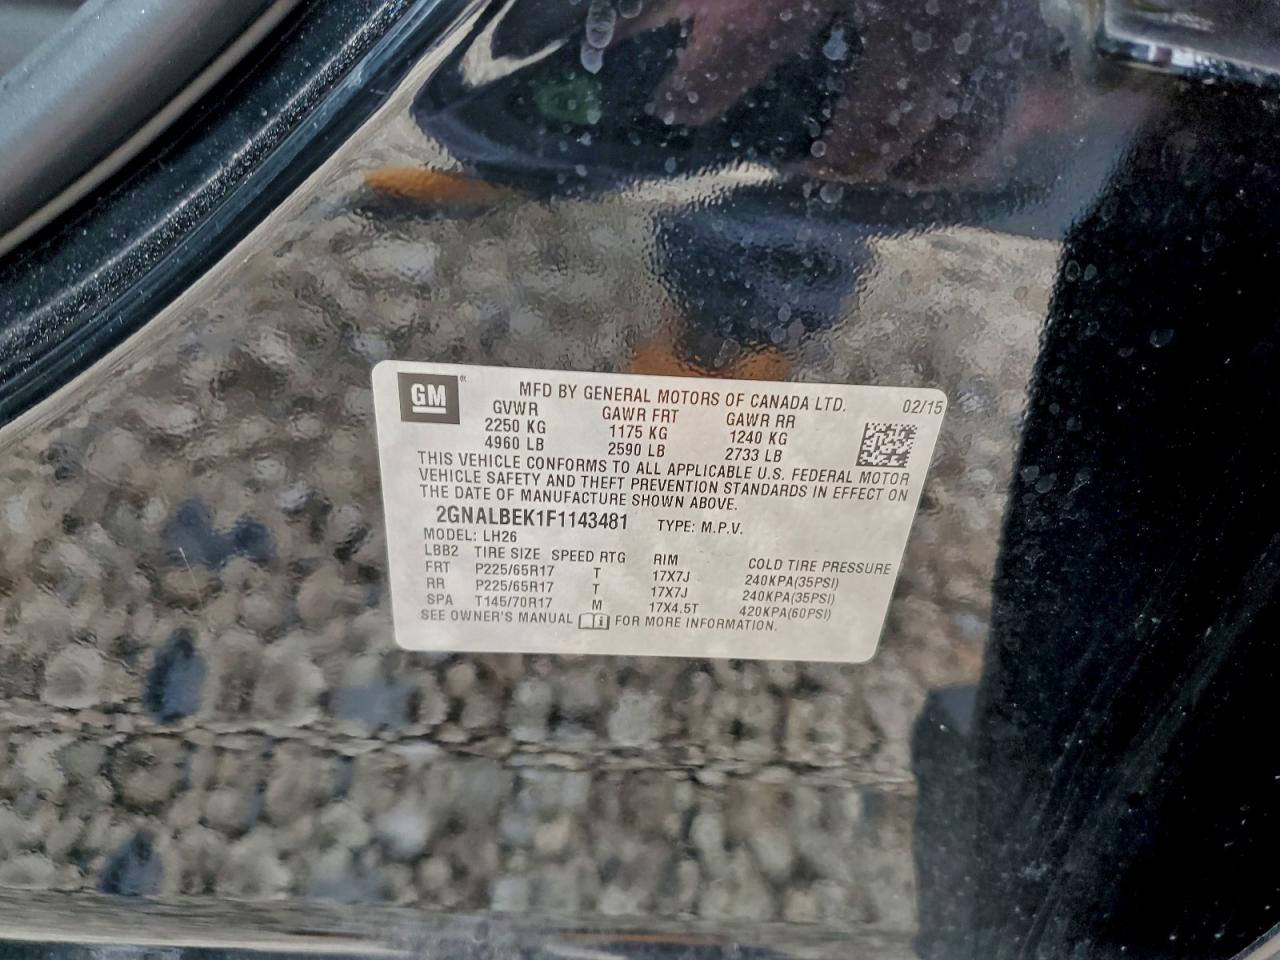 GM ® MFD BY GENERAL MOTORS OF CANADA LTD. 02/15
GVWR GAWR FRT GAWR RR
2250 KG 1175 KG 1240 KG
4960 LB 2590 LB 2733 LB
THIS VEHICLE CONFORMS TO ALL APPLICABLE U.S. FEDERAL MOTOR
VEHICLE SAFETY AND THEFT PREVENTION STANDARDS IN EFFECT ON
THE DATE OF MANUFACTURE SHOWN ABOVE.
2GNALBEK1F1143481 TYPE: M.P.V.
MODEL: LH26
LBB2 TIRE SIZE SPEED RTG RIM COLD TIRE PRESSURE
FRT P225/65R17 T 17X7J 240KPA(35PSI)
RR P225/65R17 T 17X7J 240KPA(35PSI)
SPA T145/70R17 M 17X4.5T 420KPA(60PSI)
SEE OWNER'S MANUAL i FOR MORE INFORMATION.